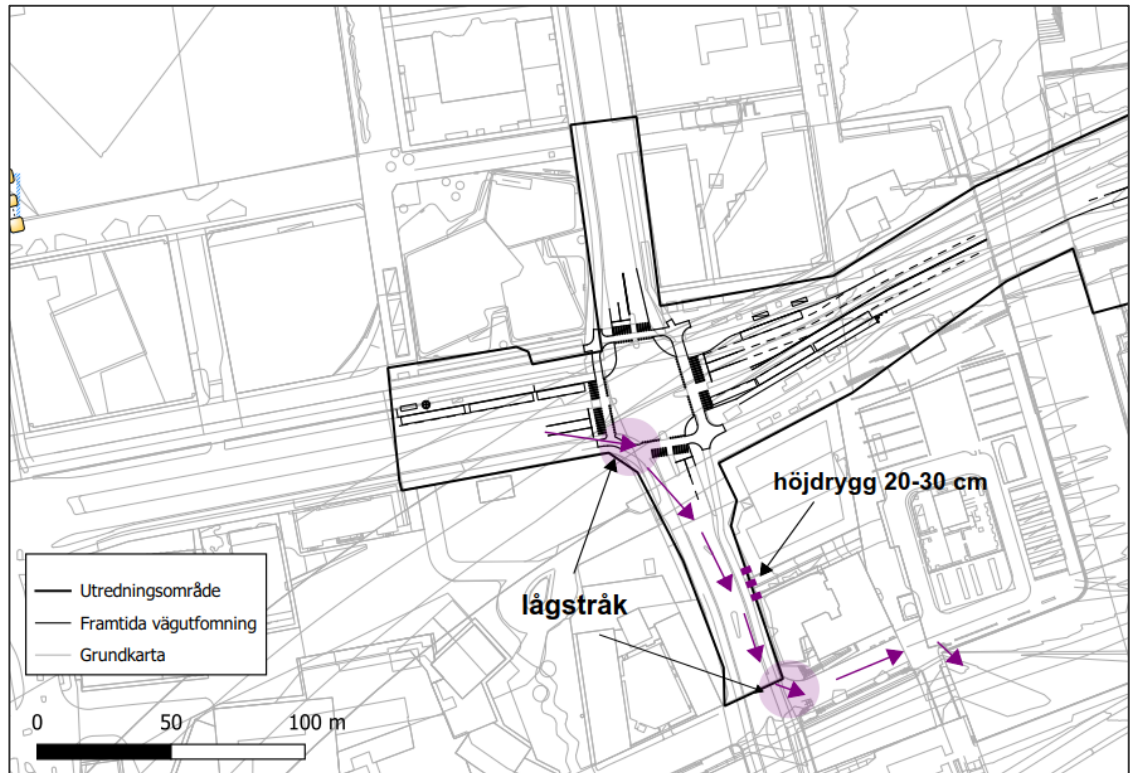 höjdrygg 20-30 cm
lågstråk
Utredningsområde
Framtida vägutfomning
Grundkarta
0 50 100 m